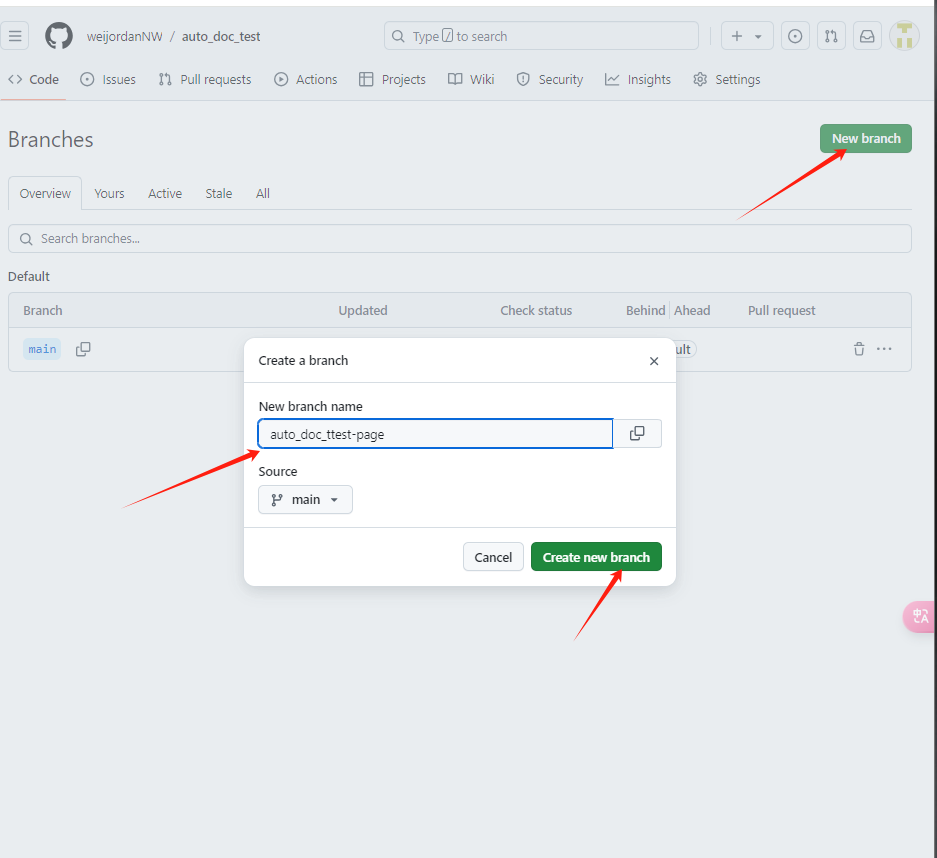 weijordanNW / auto_doc_test
Type / to search
Code Issues Pull requests Actions Projects Wiki Security Insights Settings
Branches
New branch
Overview Yours Active Stale All
Search branches...
Default
Branch Updated Check status Behind Ahead Pull request
main ult
Create a branch
New branch name
auto_doc_ttest-page
Source
main
Cancel Create new branch
中A